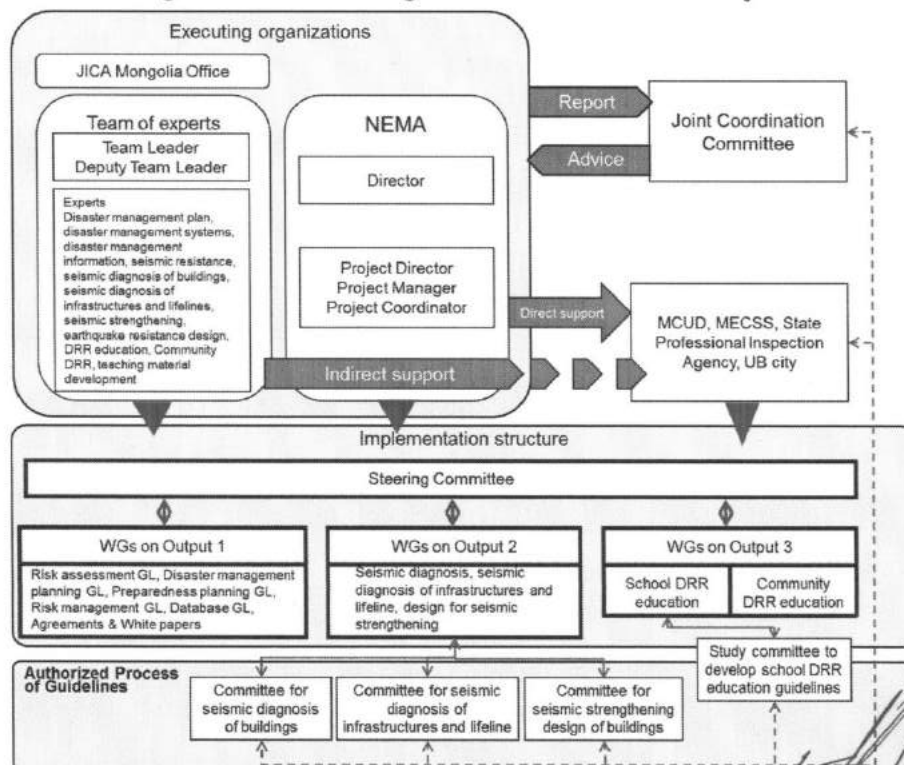 Executing organizations
JICA Mongolia Office
Team of experts
Team Leader
Deputy Team Leader
Experts
Disaster management plan,
disaster management systems,
disaster management
information, seismic resistance,
seismic diagnosis of buildings,
seismic diagnosis of
infrastructures and lifelines,
seismic strengthening,
earthquake resistance design,
DRR education, Community
DRR, teaching material
development
NEMA
Director
Project Director
Project Manager
Project Coordinator
Report
Advice
Joint Coordination
Committee
Direct support
Indirect support
MCUD, MECSS, State
Professional Inspection
Agency, UB city
Implementation structure
Steering Committee
WGs on Output 1
Risk assessment GL, Disaster management
planning GL, Preparedness planning GL,
Risk management GL, Database GL,
Agreements & White papers
WGs on Output 2
Seismic diagnosis, seismic
diagnosis of infrastructures and
lifeline, design for seismic
strengthening
WGs on Output 3
School DRR
education
Community
DRR education
Study committee to
develop school DRR
education guidelines
Authorized Process
of Guidelines
Committee for
seismic diagnosis
of buildings
Committee for seismic
diagnosis of
infrastructures and lifeline
Committee for
seismic strengthening
design of buildings